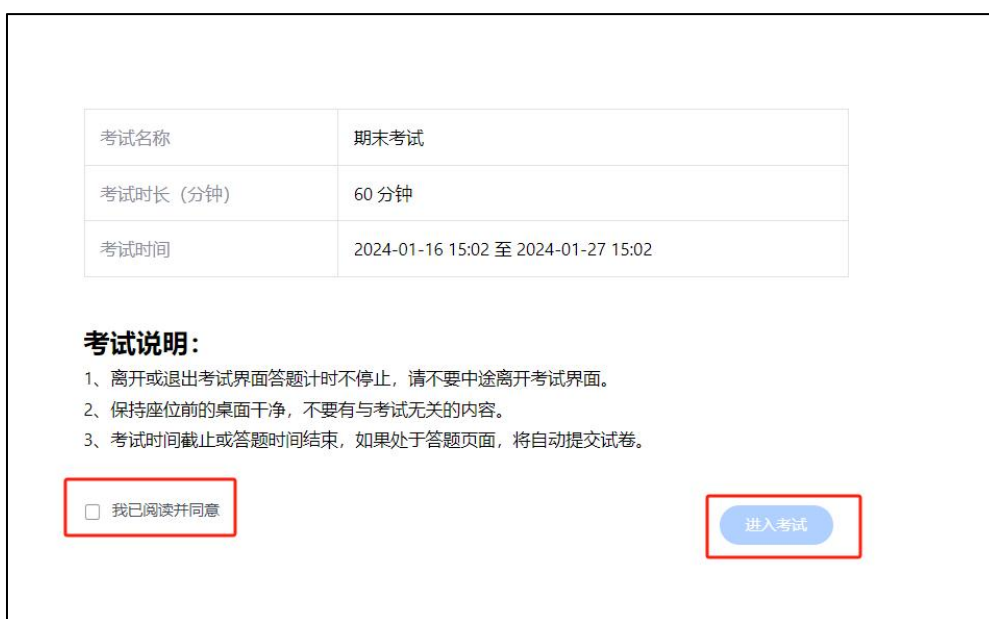 考试名称 期末考试
考试时长（分钟） 60 分钟
考试时间 2024-01-16 15:02 至 2024-01-27 15:02
考试说明：
1、离开或退出考试界面答题计时不停止，请不要中途离开考试界面。
2、保持座位前的桌面干净，不要有与考试无关的内容。
3、考试时间截止或答题时间结束，如果处于答题页面，将自动提交试卷。
我已阅读并同意 进入考试